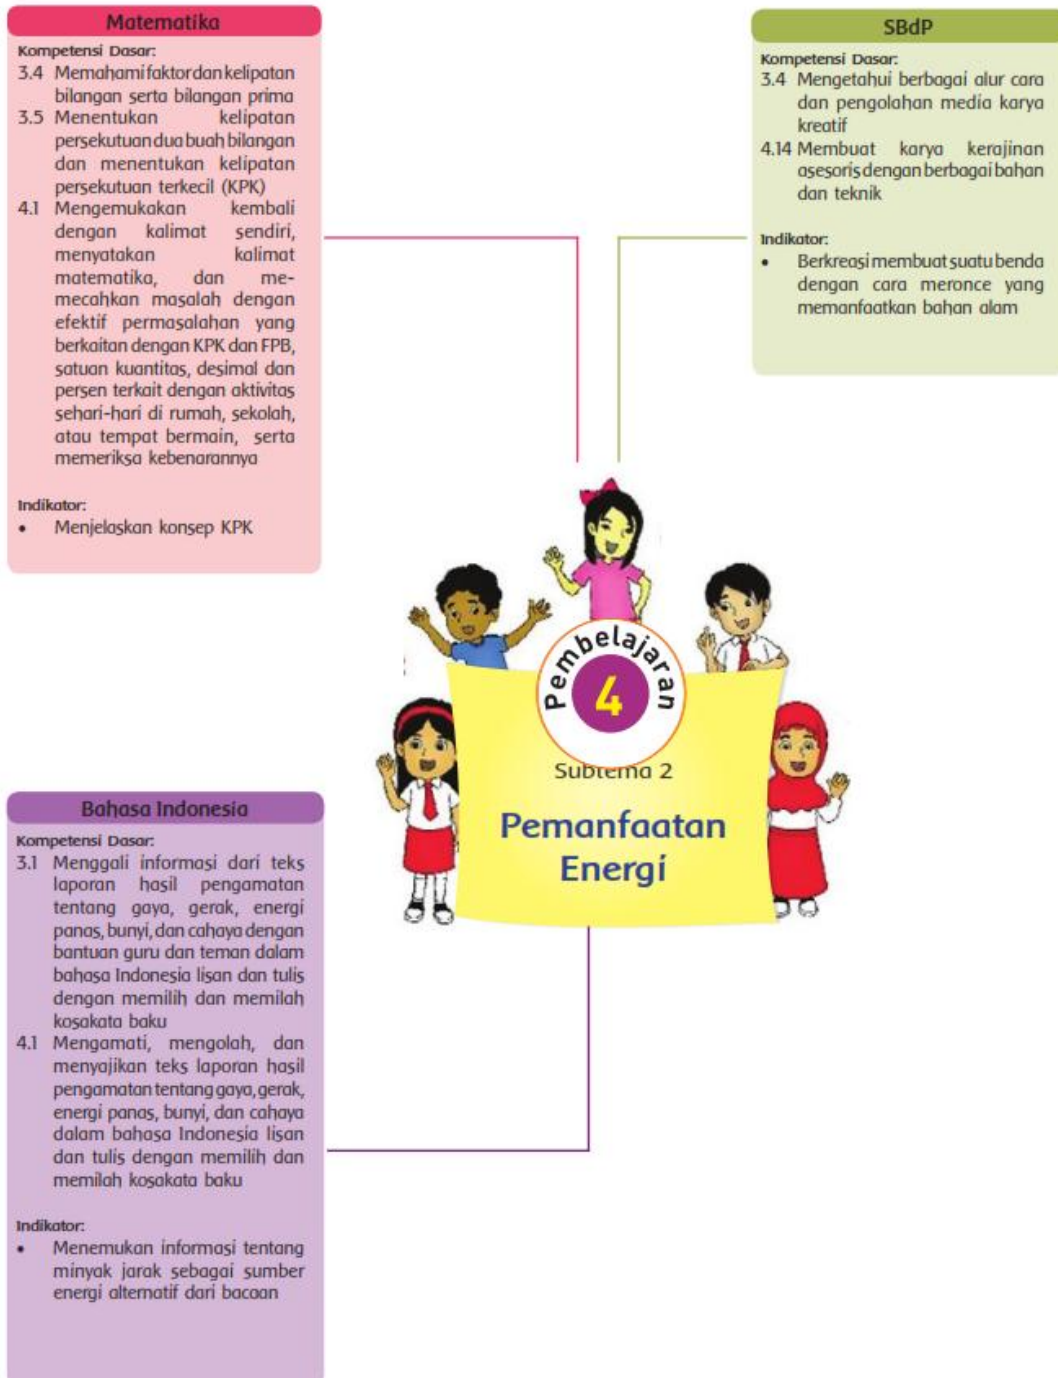 Matematika
Kompetensi Dasar:
3.4 Memahami faktor dan kelipatan
bilangan serta bilangan prima
3.5 Menentukan kelipatan
persekutuan dua buah bilangan
dan menentukan kelipatan
persekutuan terkecil (KPK)
4.1 Mengemukakan kembali
dengan kalimat sendiri,
menyatakan kalimat
matematika, dan me-
mecahkan masalah dengan
efektif permasalahan yang
berkaitan dengan KPK dan FPB,
satuan kuantitas, desimal dan
persen terkait dengan aktivitas
sehari-hari di rumah, sekolah,
atau tempat bermain, serta
memeriksa kebenarannya
Indikator:
• Menjelaskan konsep KPK
SBdP
Kompetensi Dasar:
3.4 Mengetahui berbagai alur cara
dan pengolahan media karya
kreatif
4.14 Membuat karya kerajinan
asesoris dengan berbagai bahan
dan teknik
Indikator:
• Berkreasi membuat suatu benda
dengan cara meronce yang
memanfaatkan bahan alam
Pembelajaran
4
Subtema 2
Pemanfaatan
Energi
Bahasa Indonesia
Kompetensi Dasar:
3.1 Menggali informasi dari teks
laporan hasil pengamatan
tentang gaya, gerak, energi
panas, bunyi, dan cahaya dengan
bantuan guru dan teman dalam
bahasa Indonesia lisan dan tulis
dengan memilih dan memilah
kosakata baku
4.1 Mengamati, mengolah, dan
menyajikan teks laporan hasil
pengamatan tentang gaya, gerak,
energi panas, bunyi, dan cahaya
dalam bahasa Indonesia lisan
dan tulis dengan memilih dan
memilah kosakata baku
Indikator:
• Menemukan informasi tentang
minyak jarak sebagai sumber
energi alternatif dari bacaan